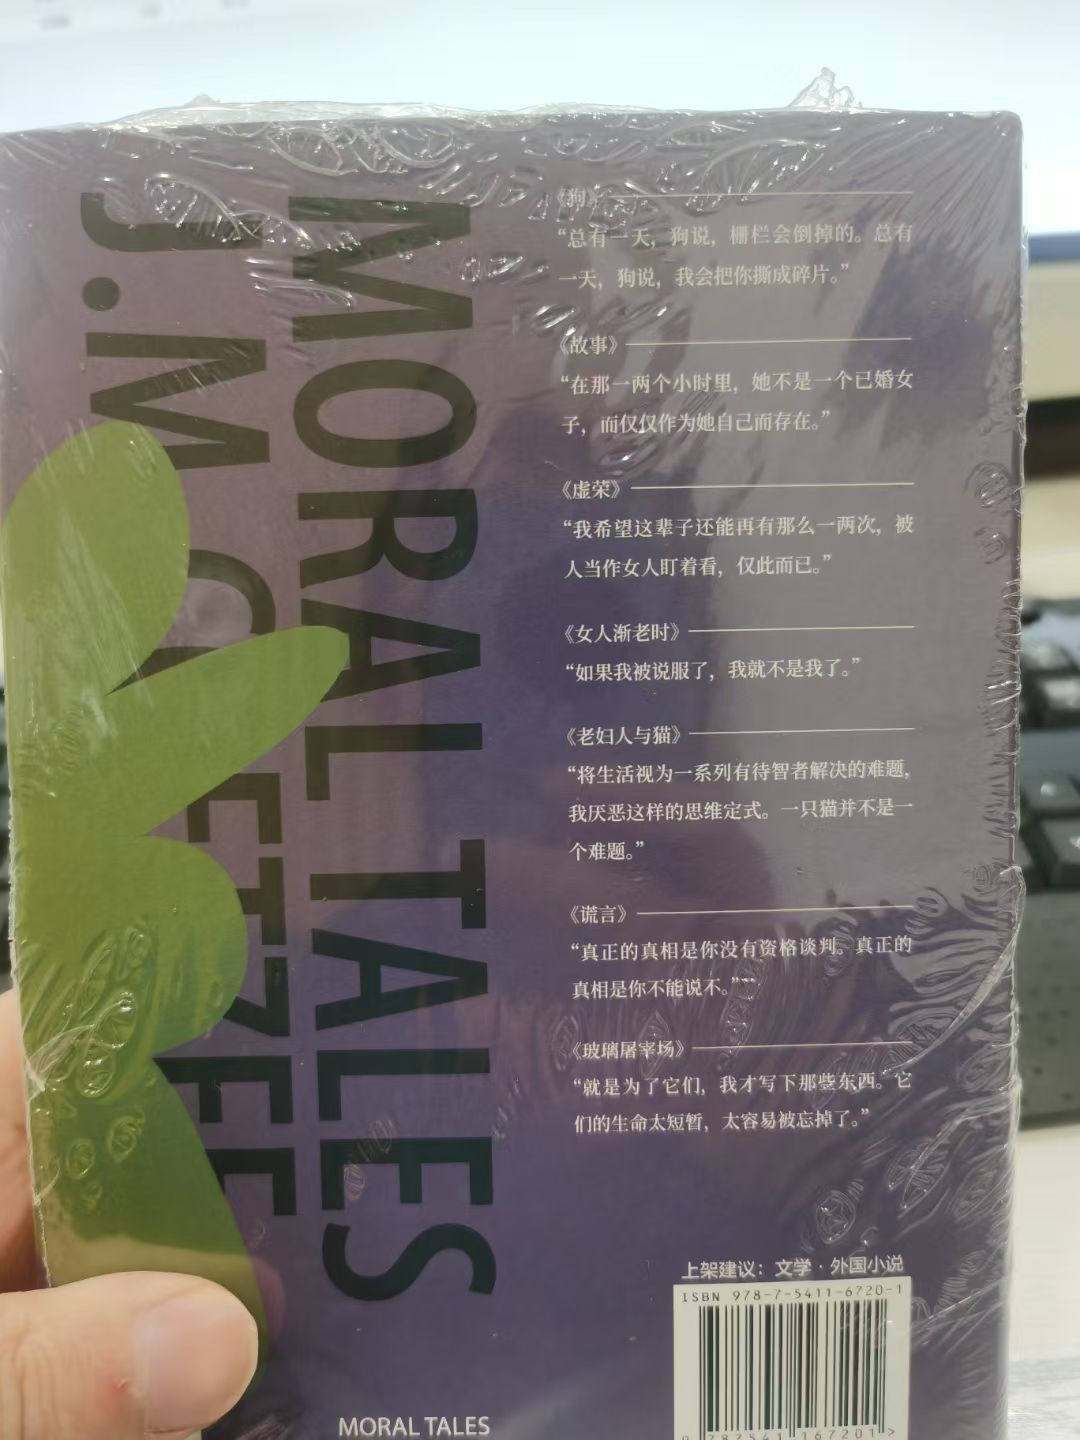 MORAL TALES
J.M.COETZEE
《狗》
“总有一天，狗说，栅栏会倒掉的。总有
一天，狗说，我会把你撕成碎片。”
《故事》
“在那一两个小时里，她不是一个已婚女
子，而仅仅作为她自己而存在。”
《虚荣》
“我希望这辈子还能再有那么一两次，被
人当作女人盯着看，仅此而已。”
《女人渐老时》
“如果我被说服了，我就不是我了。”
《老妇人与猫》
“将生活视为一系列有待智者解决的难题，
我厌恶这样的思维定式。一只猫并不是一
个难题。”
《谎言》
“真正的真相是你没有资格谈判。真正的
真相是你不能说不。”
《玻璃屠宰场》
“就是为了它们，我才写下那些东西。它
们的生命太短暂，太容易被忘掉了。”
上架建议：文学·外国小说
ISBN 978-7-5411-6720-1
9 787541 167201 >
MORAL TALES